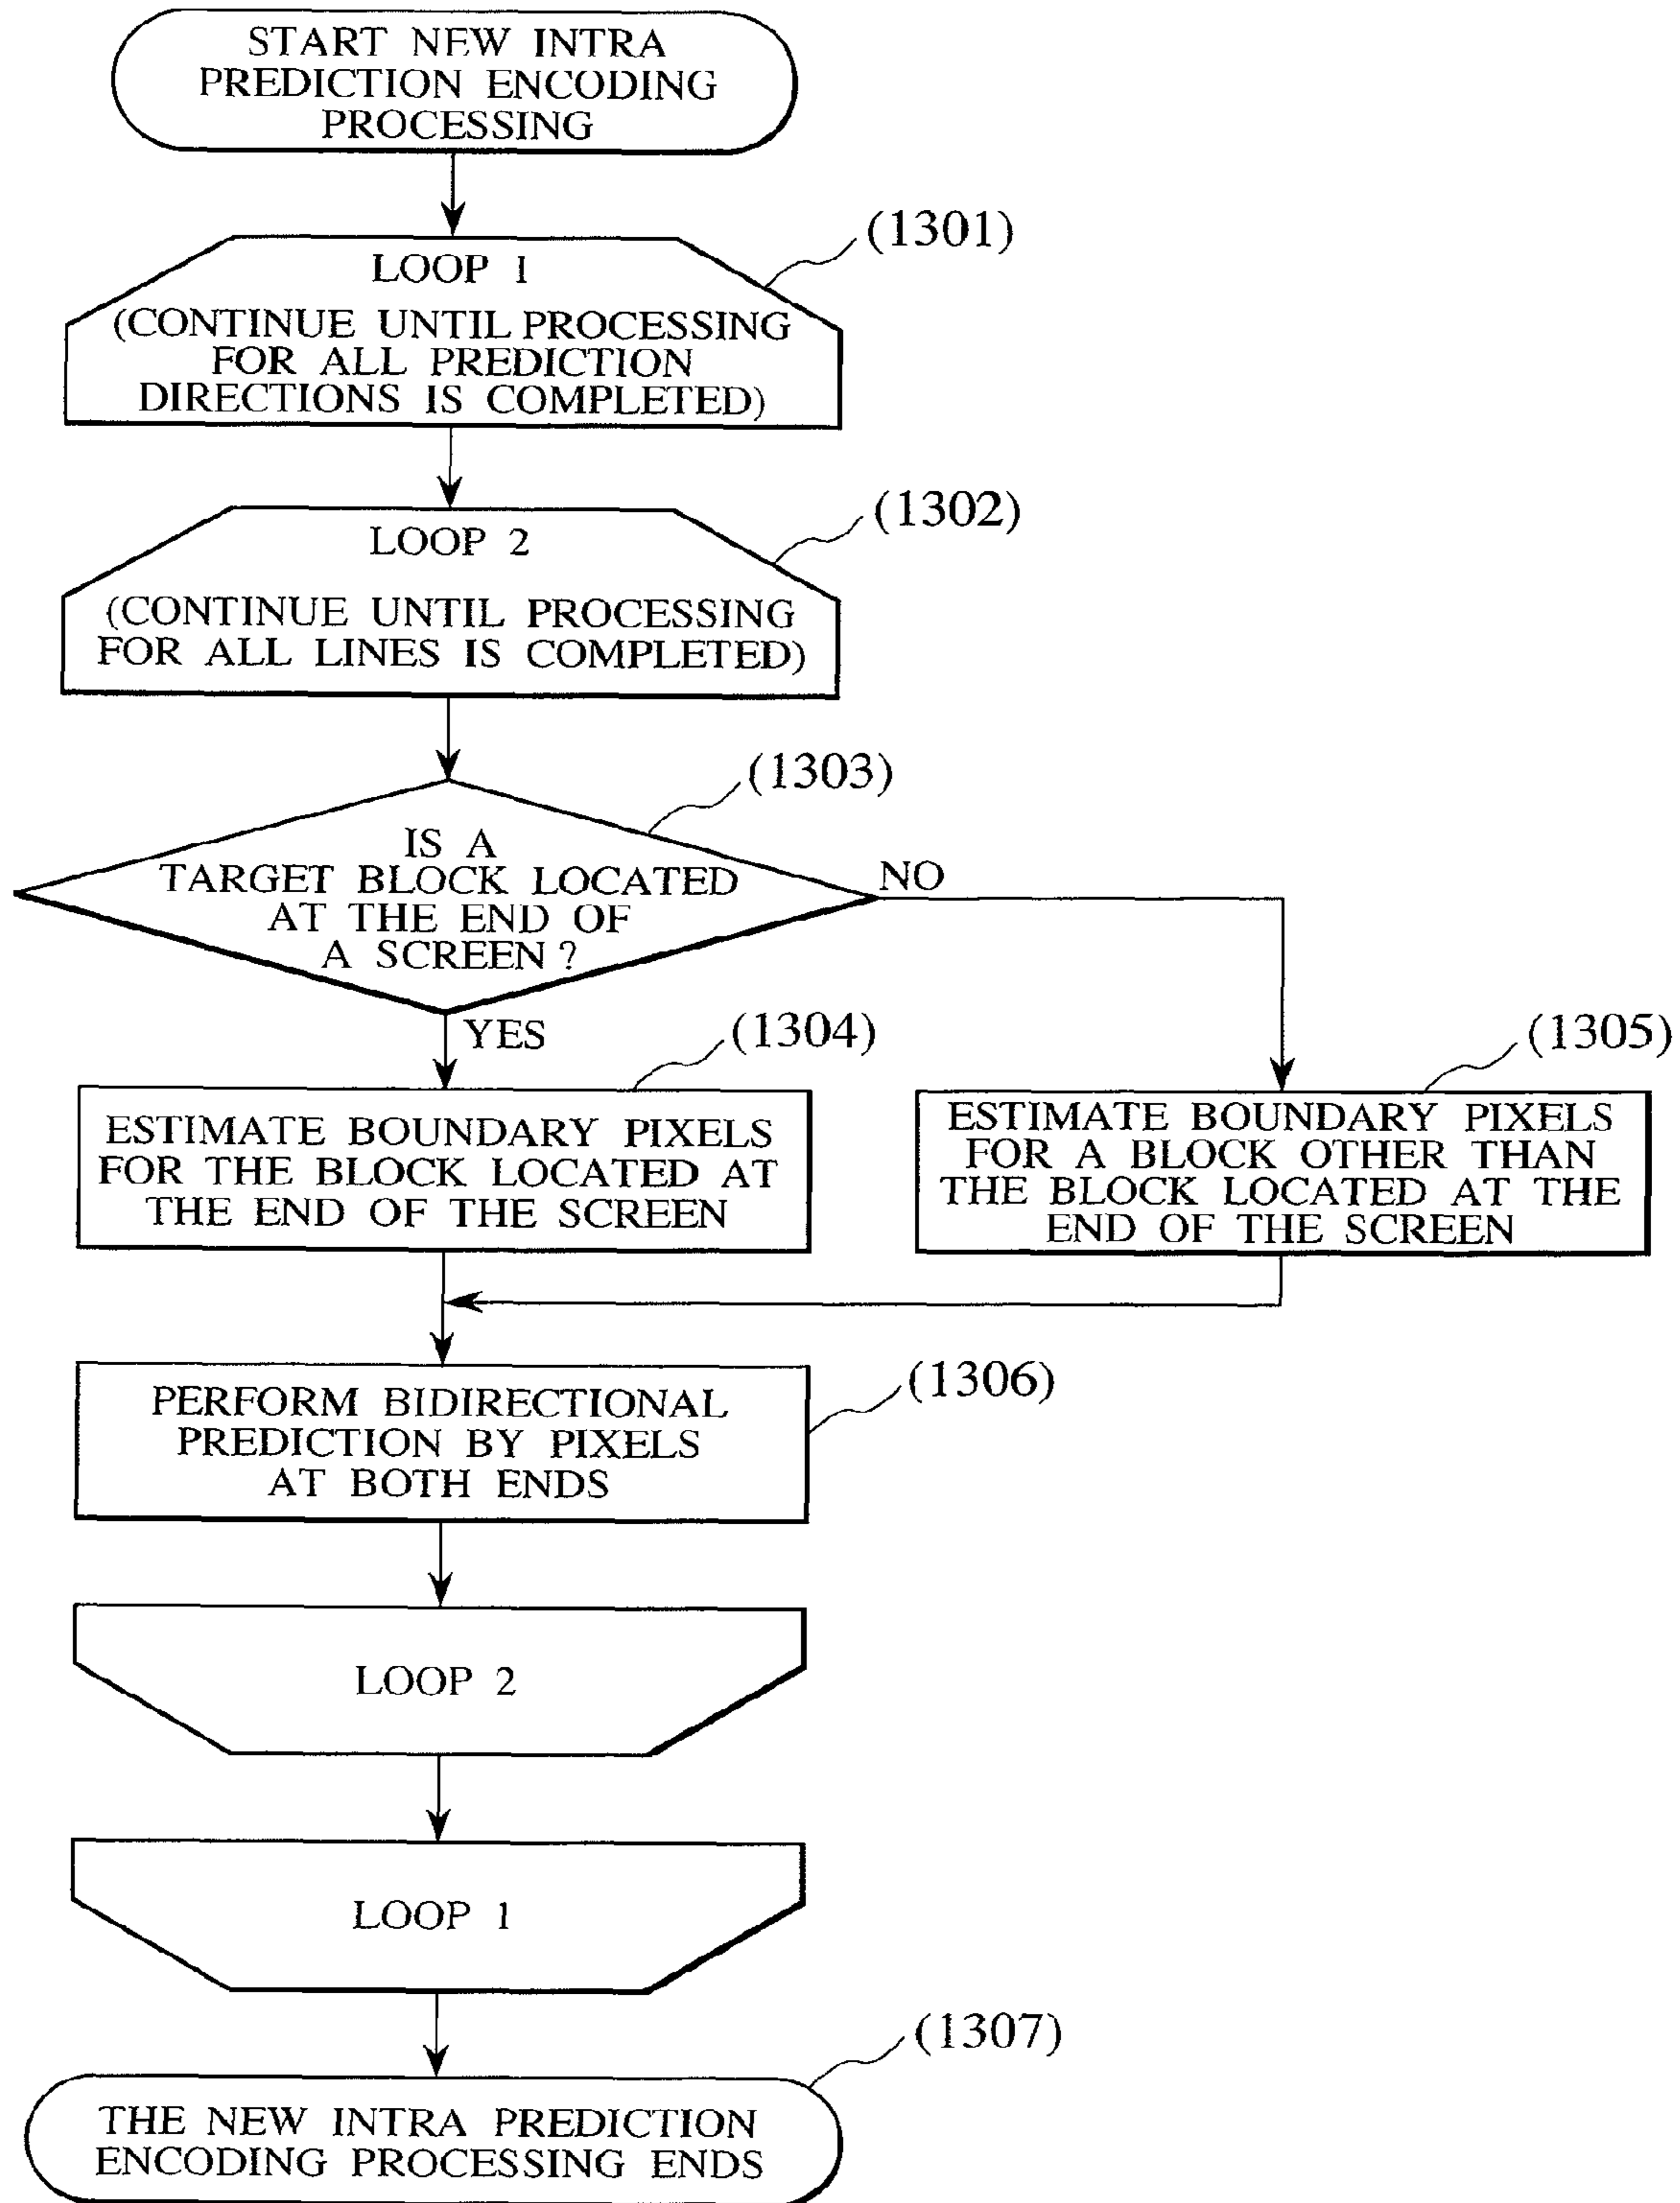 START NEW INTRA
PREDICTION ENCODING
PROCESSING
(1301)
LOOP 1
(CONTINUE UNTIL PROCESSING
FOR ALL PREDICTION
DIRECTIONS IS COMPLETED)
(1302)
LOOP 2
(CONTINUE UNTIL PROCESSING
FOR ALL LINES IS COMPLETED)
(1303)
IS A
TARGET BLOCK LOCATED
AT THE END OF
A SCREEN?
NO
YES
(1304)
ESTIMATE BOUNDARY PIXELS
FOR THE BLOCK LOCATED AT
THE END OF THE SCREEN
(1305)
ESTIMATE BOUNDARY PIXELS
FOR A BLOCK OTHER THAN
THE BLOCK LOCATED AT THE
END OF THE SCREEN
(1306)
PERFORM BIDIRECTIONAL
PREDICTION BY PIXELS
AT BOTH ENDS
LOOP 2
LOOP 1
(1307)
THE NEW INTRA PREDICTION
ENCODING PROCESSING ENDS